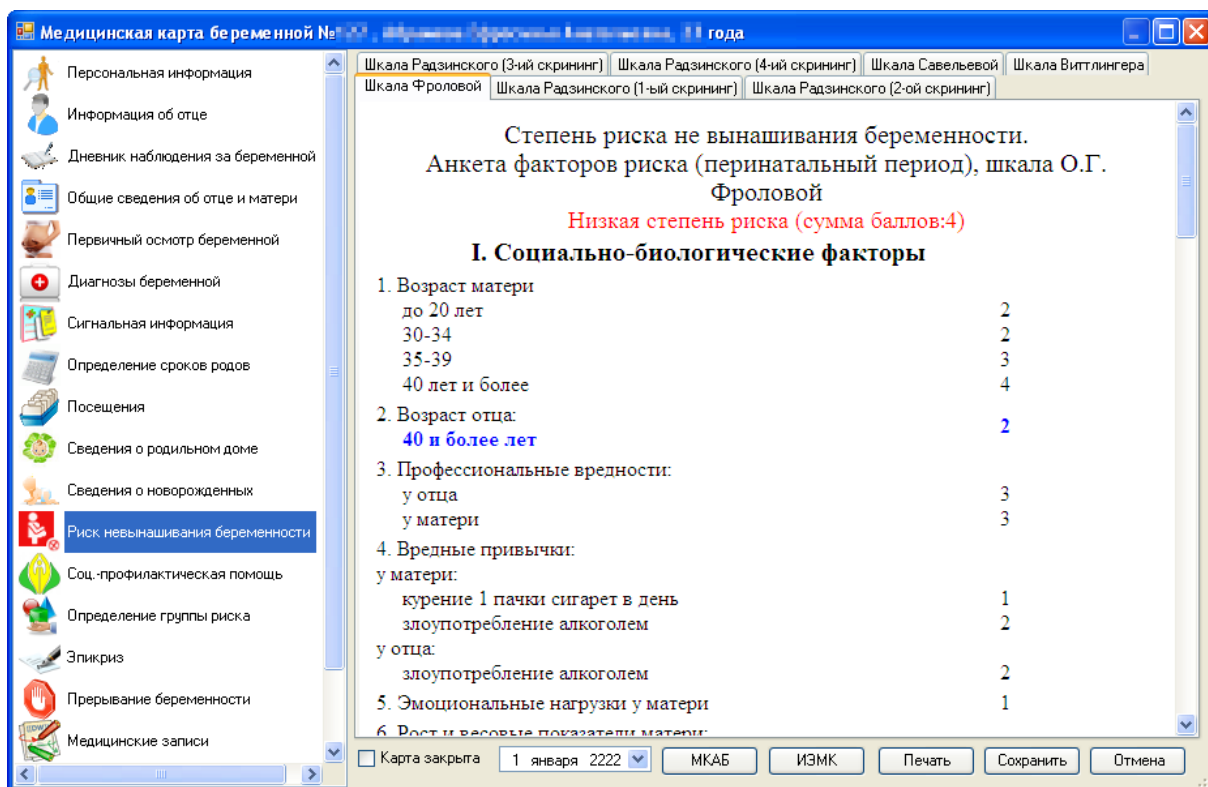 Медицинская карта беременной №
года
Персональная информация
Информация об отце
Дневник наблюдения за беременной
Общие сведения об отце и матери
Первичный осмотр беременной
Диагнозы беременной
Сигнальная информация
Определение сроков родов
Посещения
Сведения о родильном доме
Сведения о новорожденных
Риск невынашивания беременности
Соц.-профилактическая помощь
Определение группы риска
Эпикриз
Прерывание беременности
Медицинские записи
Шкала Радзинского (3-ий скрининг) Шкала Радзинского (4-ий скрининг) Шкала Савельевой Шкала Виттлингера
Шкала Фроловой Шкала Радзинского (1-ый скрининг) Шкала Радзинского (2-ой скрининг)
Степень риска не вынашивания беременности.
Анкета факторов риска (перинатальный период), шкала О.Г.
Фроловой
Низкая степень риска (сумма баллов:4)
I. Социально-биологические факторы
1. Возраст матери
до 20 лет 2
30-34 2
35-39 3
40 лет и более 4
2. Возраст отца:
40 и более лет 2
3. Профессиональные вредности:
у отца 3
у матери 3
4. Вредные привычки:
у матери:
курение 1 пачки сигарет в день 1
злоупотребление алкоголем 2
у отца:
злоупотребление алкоголем 2
5. Эмоциональные нагрузки у матери 1
6. Рост и весовые показатели матери:
Карта закрыта 1 января 2222 МКАБ ИЭМК Печать Сохранить Отмена